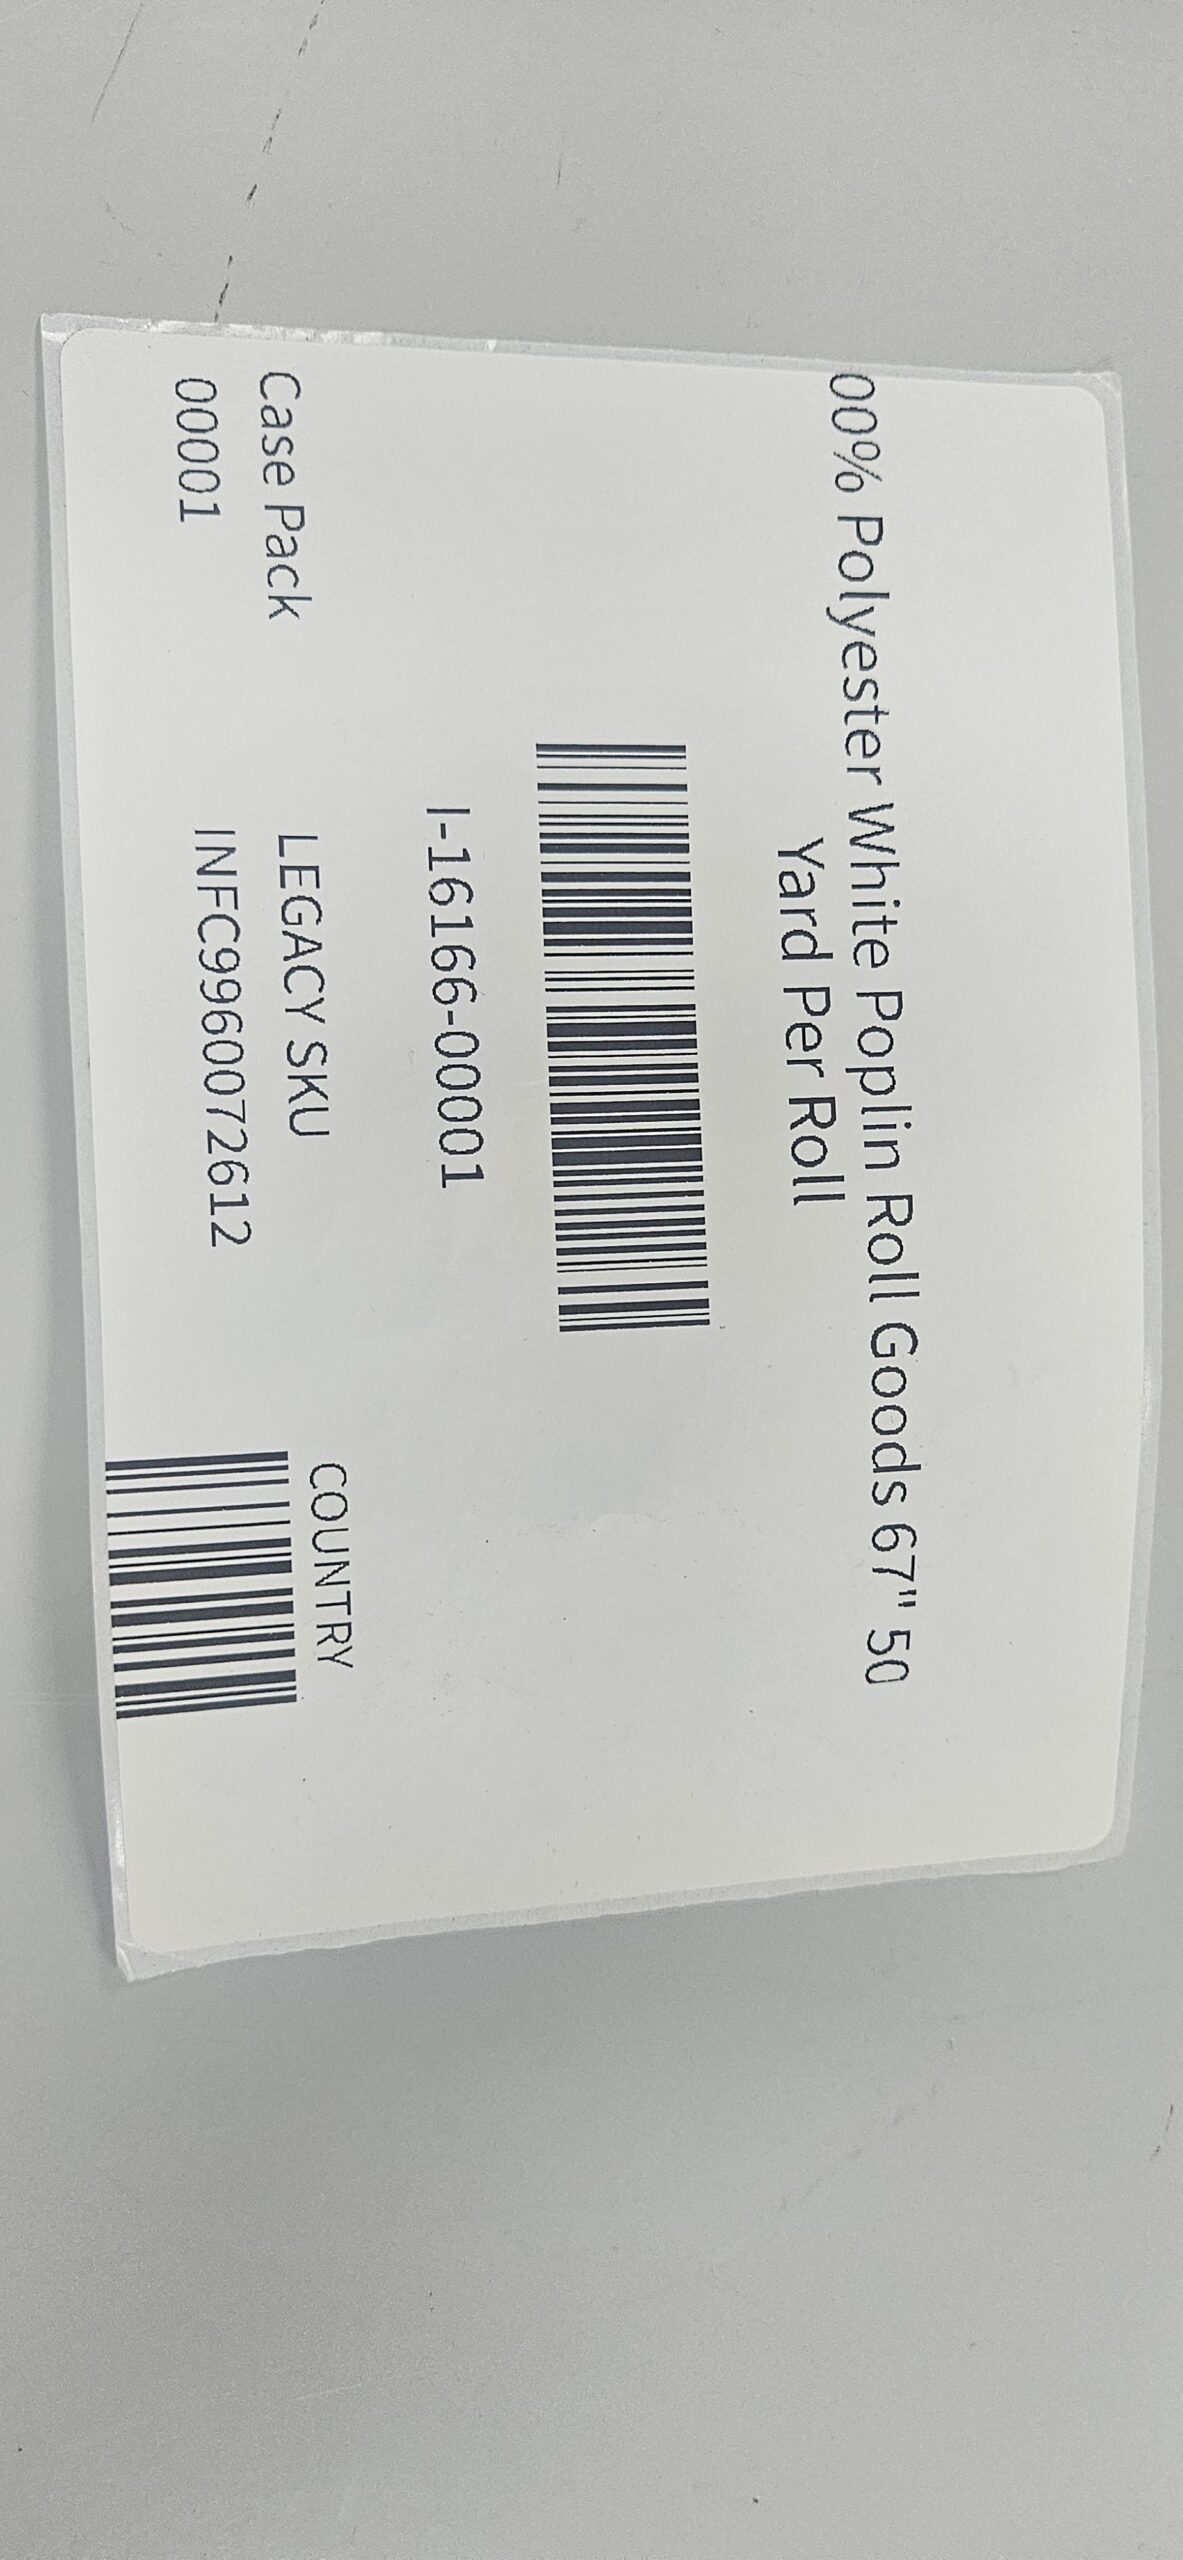 00% Polyester White Poplin Roll Goods 67" 50
Yard Per Roll
I-16166-00001
Case Pack
00001
LEGACY SKU
INFC9960072612
COUNTRY